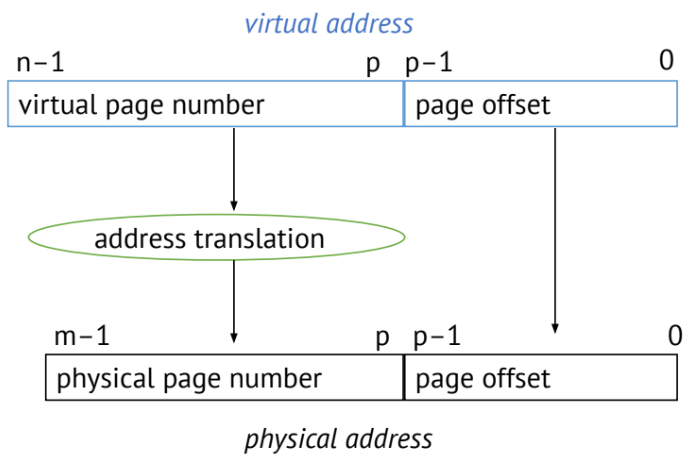 virtual address
n–1 p p–1 0
virtual page number page offset
address translation
m–1 p p–1 0
physical page number page offset
physical address